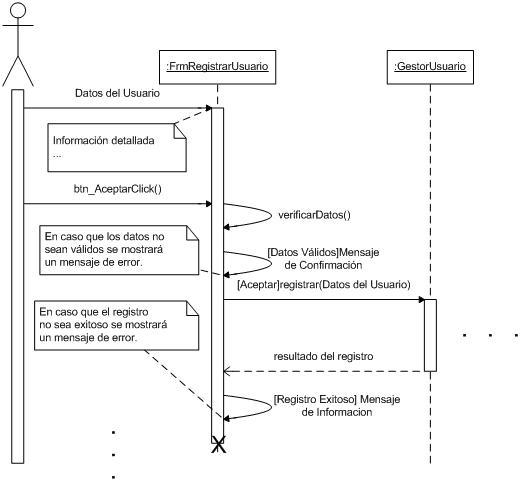 :FrmRegistrarUsuario
:GestorUsuario
Datos del Usuario
Información detallada
...
btn_AceptarClick()
verificarDatos()
En caso que los datos no
sean válidos se mostrará
un mensaje de error.
[Datos Válidos]Mensaje
de Confirmación
[Aceptar]registrar(Datos del Usuario)
En caso que el registro
no sea exitoso se mostrará
un mensaje de error.
resultado del registro
[Registro Exitoso] Mensaje
de Informacion